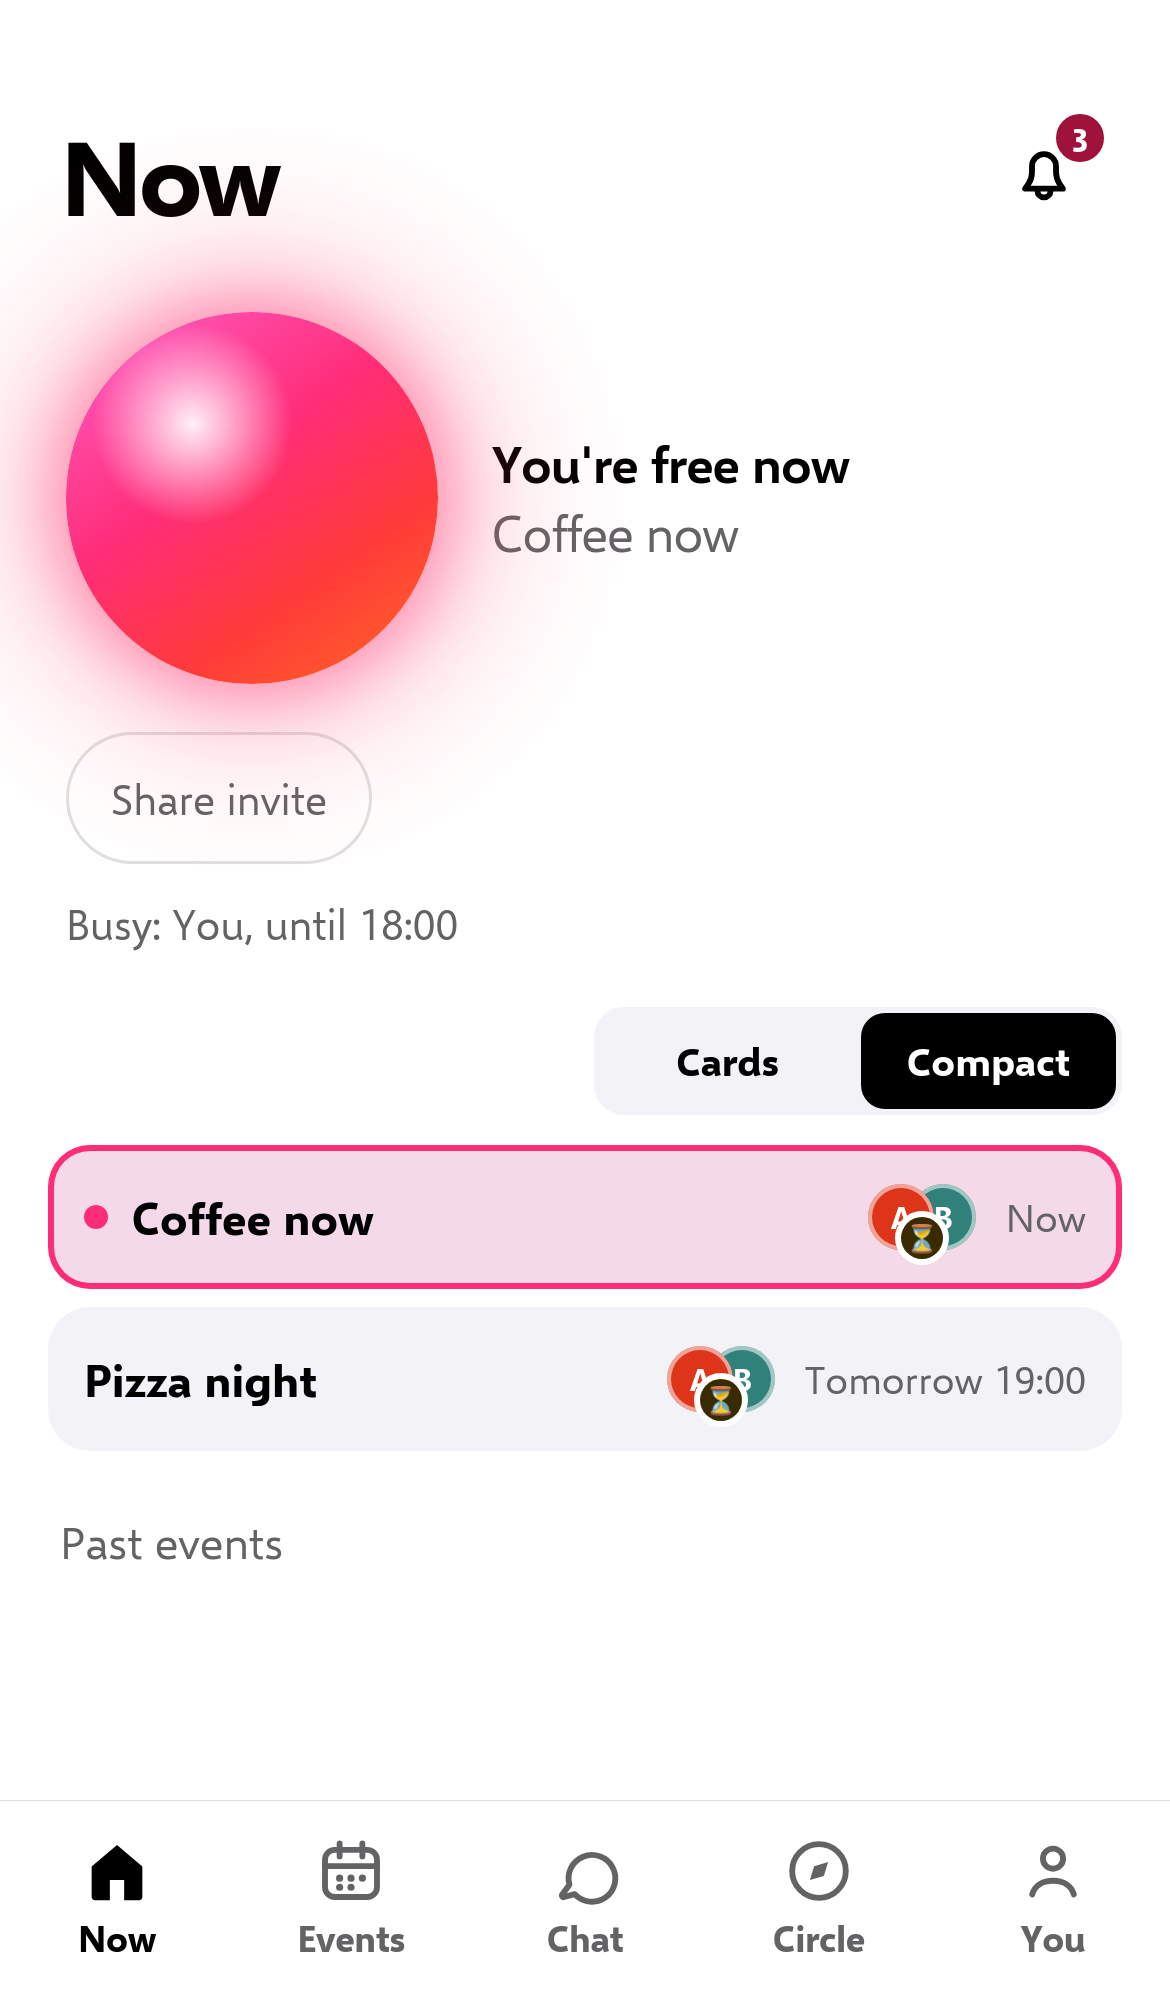 Now
3
You're free now
Coffee now
Share invite
Busy: You, until 18:00
Cards
Compact
Coffee now
A
B
Now
Pizza night
A
B
Tomorrow 19:00
Past events
Now
Events
Chat
Circle
You